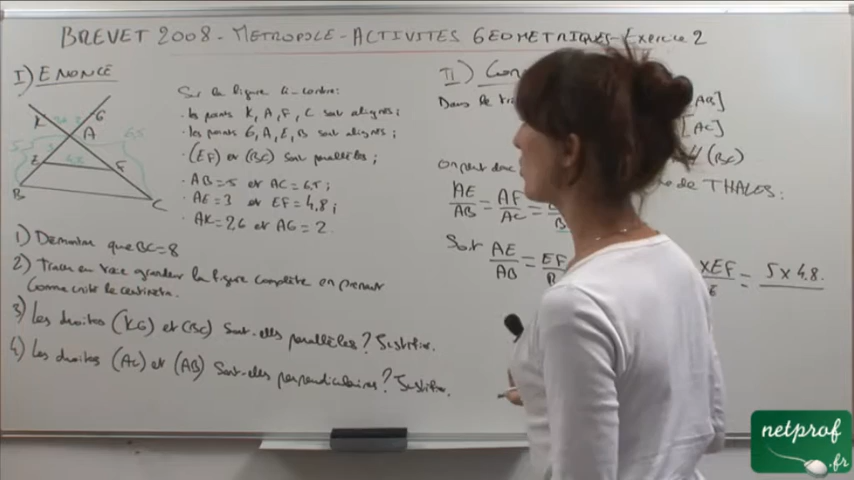 BREVET 2008 - METROPOLE - ACTIVITES GEOMETRIQUES - Exercice 2
I) ENONCE
K G
A
E F
B C
Sur la figure ci-contre:
. les points K, A, F, C sont alignés;
. les points G, A, E, B sont alignés;
. (EF) et (BC) sont parallèles;
. AB=5 et AC=6,5;
. AE=3 et EF=4,8;
. AK=2,6 et AG=2.
1) Démontrer que BC=8
2) Tracer en vraie grandeur la figure complète en prenant
comme unité le centimètre.
3) Les droites (KG) et (BC) sont-elles parallèles? Justifier.
4) Les droites (AC) et (AB) sont-elles perpendiculaires? Justifier.
II)
Dans le AB]
[AC]
// (BC)
on peut donc de THALES:
AE/AB = AF/AC =
Soit AE/AB = EF/ xEF = 5 x 4,8
netprof
.fr